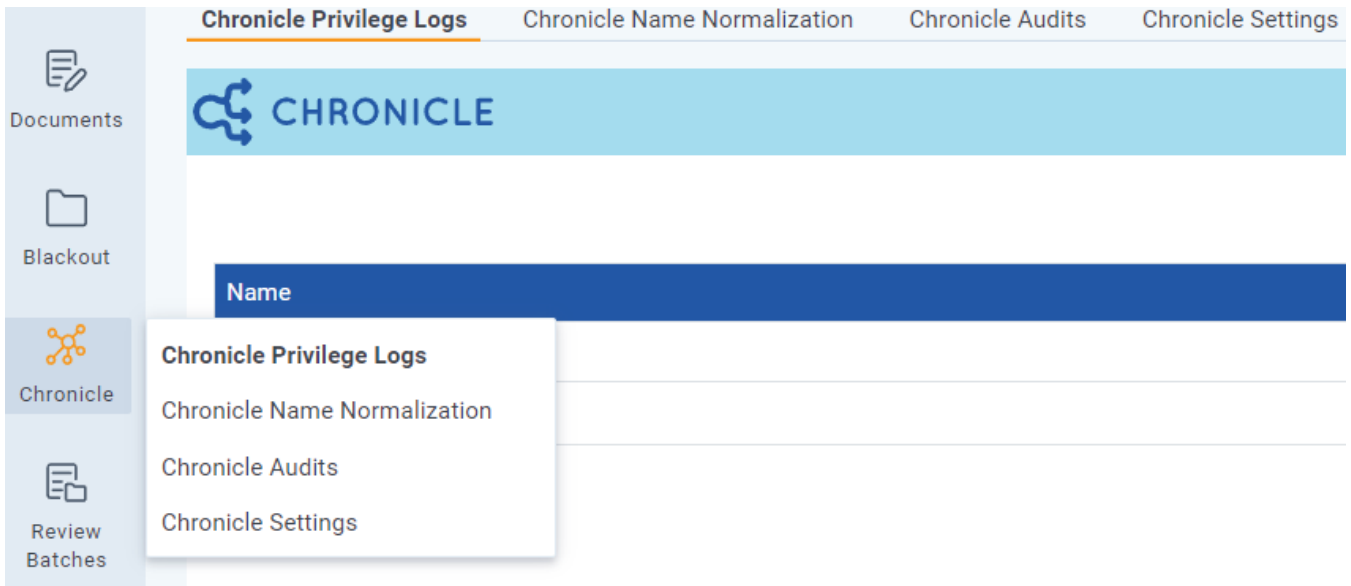 Chronicle Privilege Logs Chronicle Name Normalization Chronicle Audits Chronicle Settings
Documents
CHRONICLE
Blackout
Name
Chronicle
Chronicle Privilege Logs
Chronicle Name Normalization
Chronicle Audits
Chronicle Settings
Review
Batches